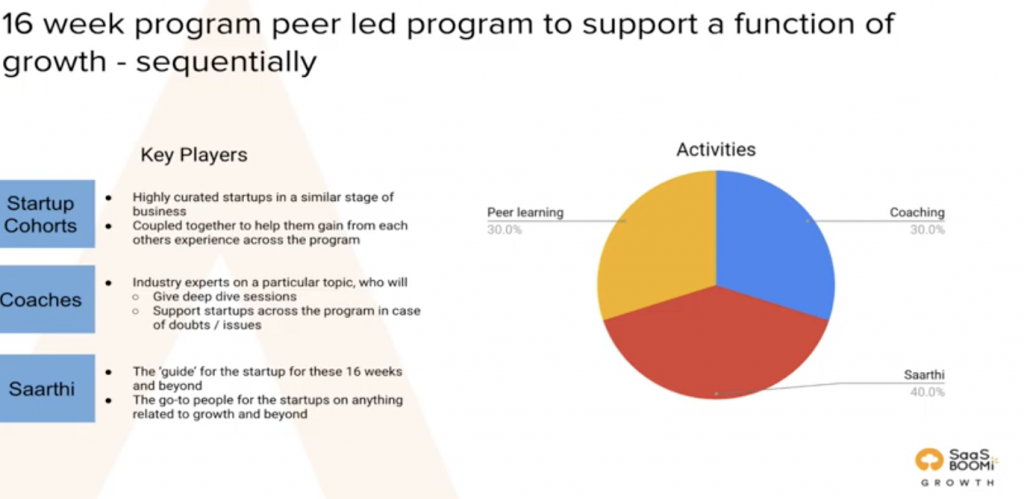 16 week program peer led program to support a function of
growth - sequentially
Key Players
Startup
Cohorts
● Highly curated startups in a similar stage of
business
● Coupled together to help them gain from each
others experience across the program
Coaches
● Industry experts on a particular topic, who will
○ Give deep dive sessions
○ Support startups across the program in case
of doubts / issues
Saarthi
● The 'guide' for the startup for these 16 weeks
and beyond
● The go-to people for the startups on anything
related to growth and beyond
Activities
Peer learning
30.0%
Coaching
30.0%
Saarthi
40.0%
SaaS
BOOMi
GROWTH